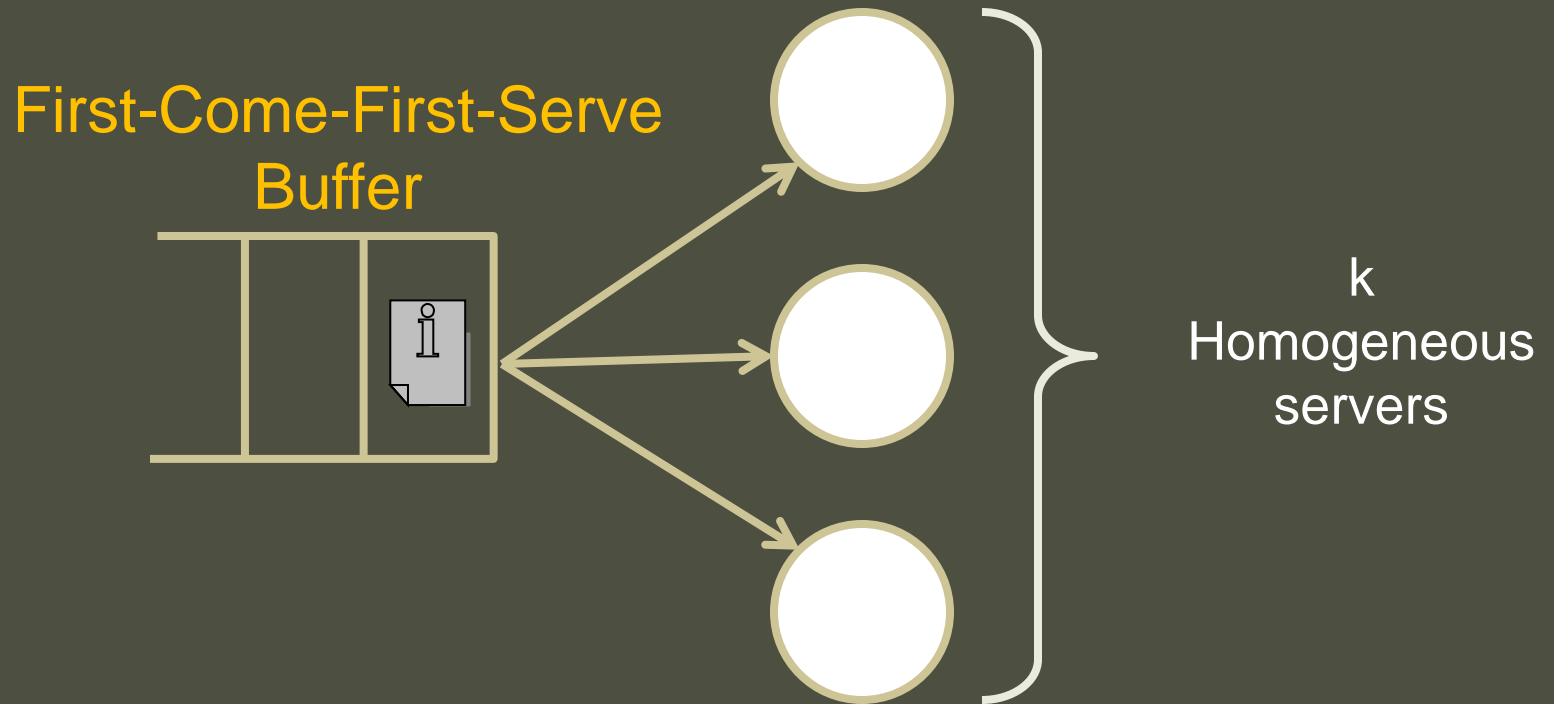 First-Come-First-Serve
Buffer
i
k
Homogeneous
servers